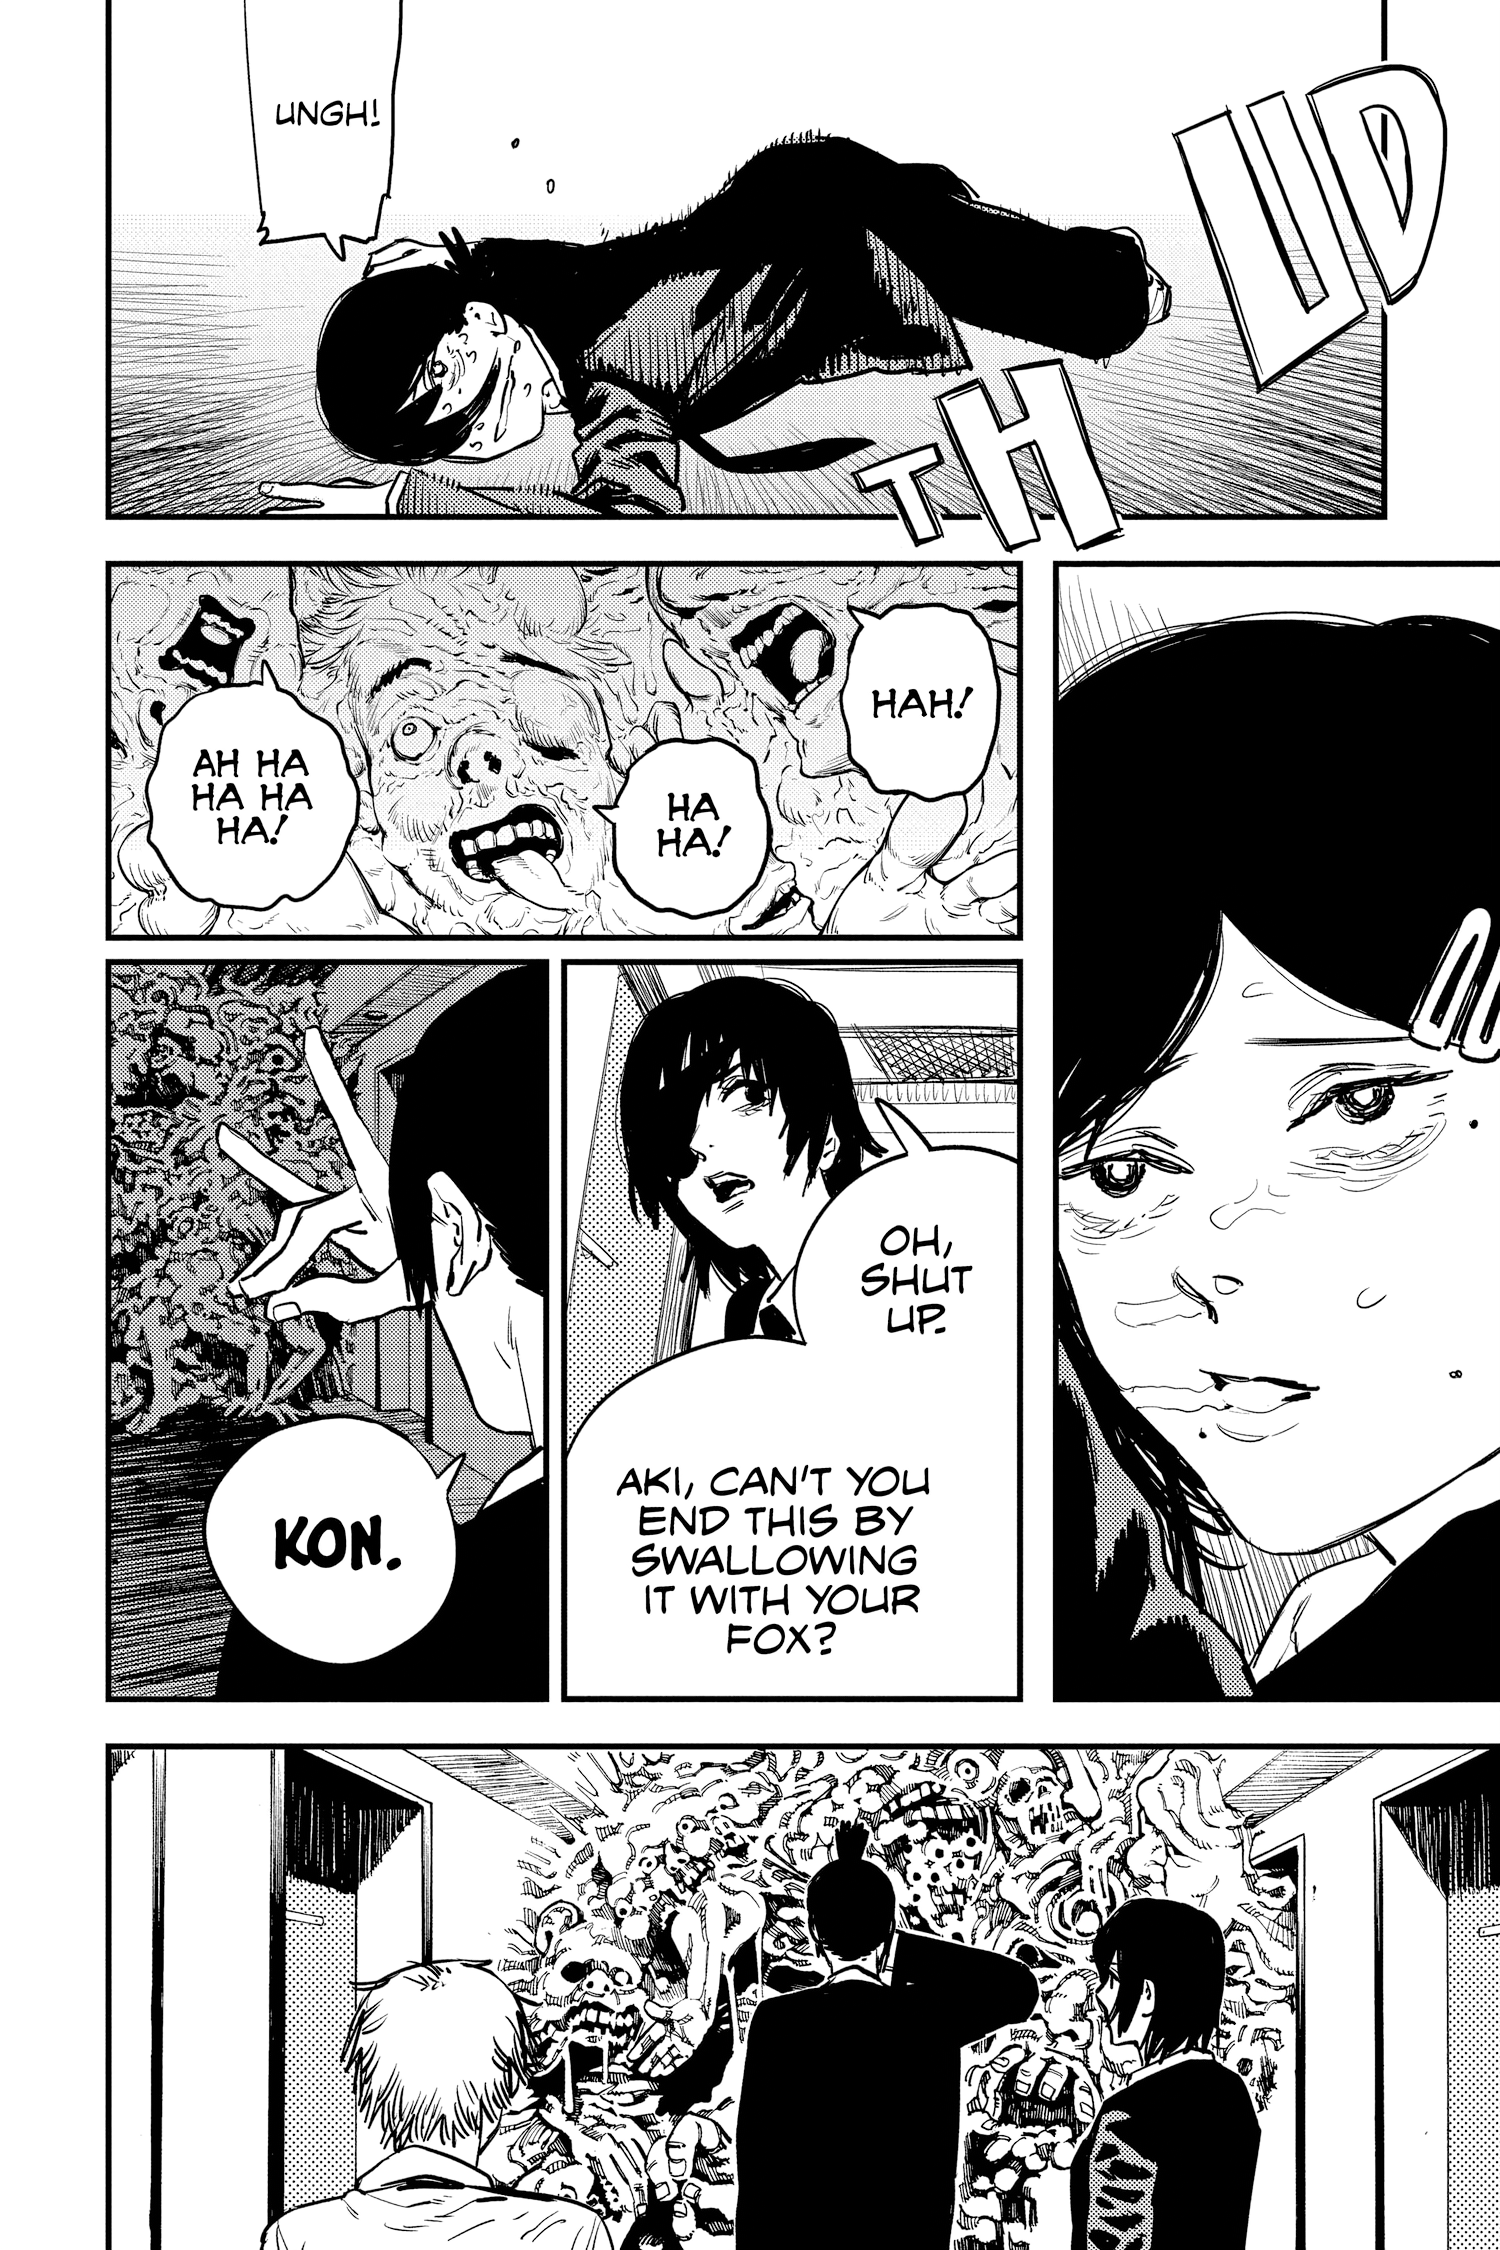 UNGH!
THUD
HAH!
HA
HA!
AH HA
HA HA
HA!
OH,
SHUT
UP.
AKI, CAN'T YOU
END THIS BY
SWALLOWING
IT WITH YOUR
FOX?
KON.